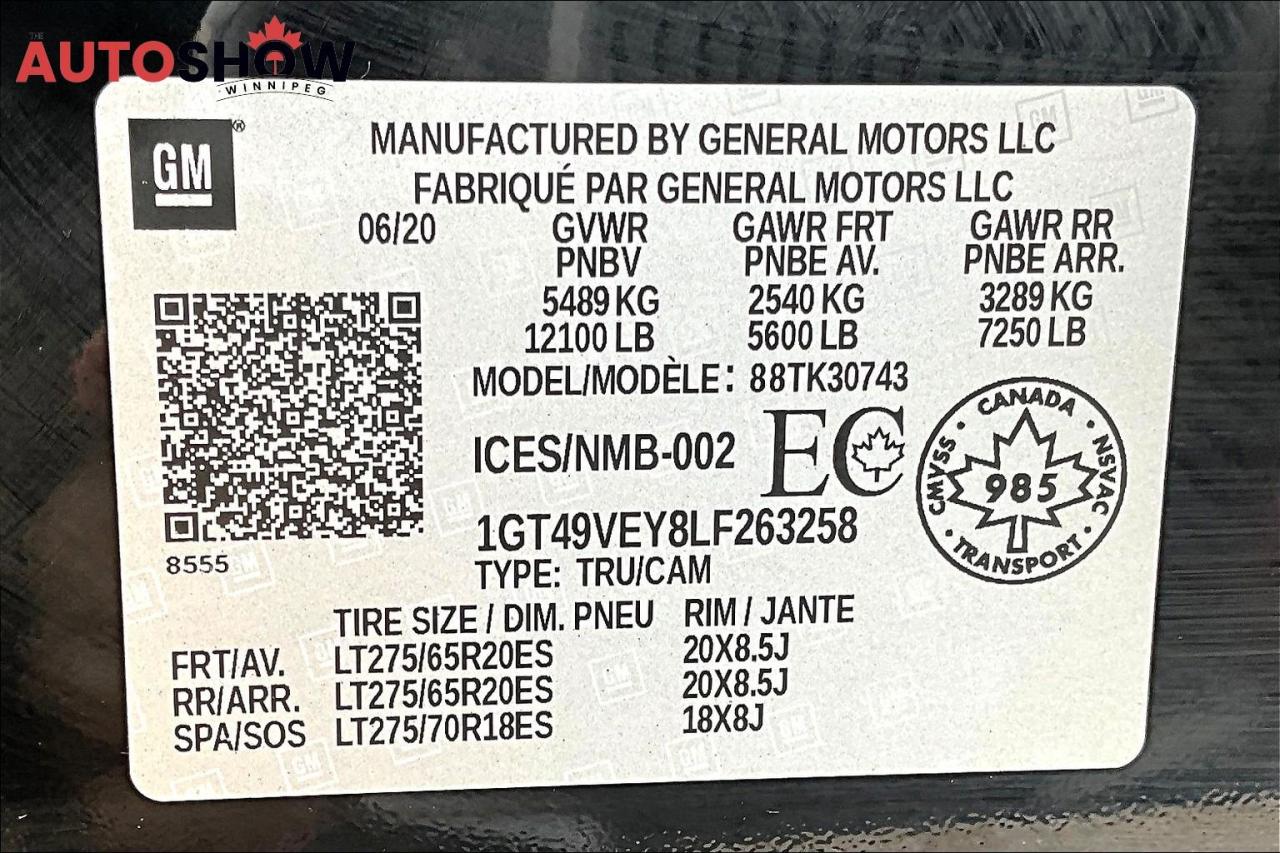 THE
AUTOSHOW
WINNIPEG
GM®
MANUFACTURED BY GENERAL MOTORS LLC
FABRIQUÉ PAR GENERAL MOTORS LLC
06/20 GVWR GAWR FRT GAWR RR
PNBV PNBE AV. PNBE ARR.
5489 KG 2540 KG 3289 KG
12100 LB 5600 LB 7250 LB
MODEL/MODÈLE: 88TK30743
ICES/NMB-002 EC
CANADA
CMVSS 985 NSVAC
TRANSPORT
1GT49VEY8LF263258
8555
TYPE: TRU/CAM
TIRE SIZE / DIM. PNEU RIM / JANTE
FRT/AV. LT275/65R20ES 20X8.5J
RR/ARR. LT275/65R20ES 20X8.5J
SPA/SOS LT275/70R18ES 18X8J